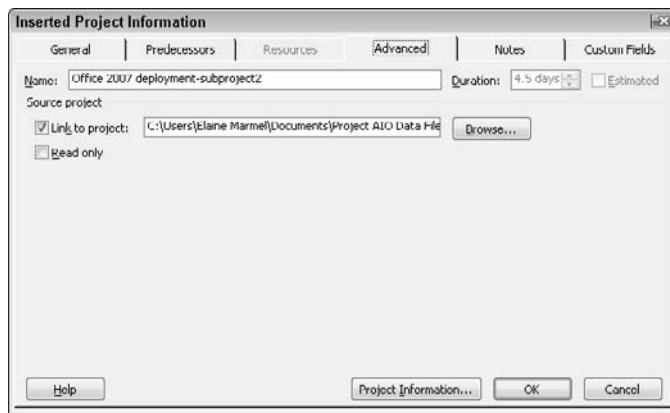 Inserted Project Information
General Predecessors Resources Advanced Notes Custom Fields
Name: Office 2007 deployment-subproject2 Duration: 4.5 days Estimated
Source project
Link to project: C:\Users\Elaine Marmel\Documents\Project AIO Data File Browse...
Read only
Help Project Information... OK Cancel